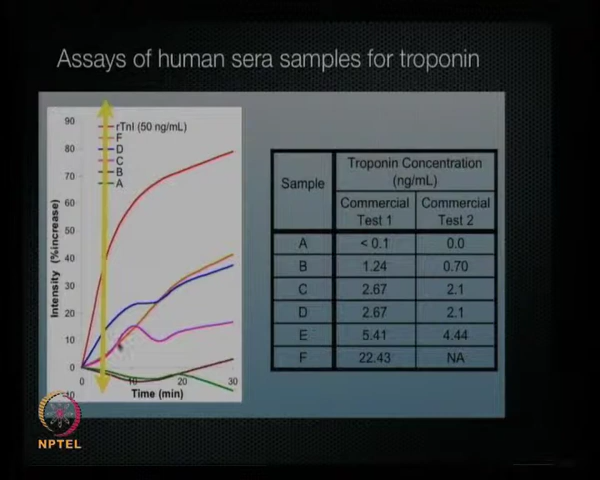 Assays of human sera samples for troponin
90
80
70
60
50
40
30
20
10
0
-10
Intensity (%increase)
rTnI (50 ng/mL)
F
D
C
B
A
0
10
20
30
Time (min)
Sample
Troponin Concentration
(ng/mL)
Commercial Test 1
Commercial Test 2
A < 0.1 0.0
B 1.24 0.70
C 2.67 2.1
D 2.67 2.1
E 5.41 4.44
F 22.43 NA
NPTEL